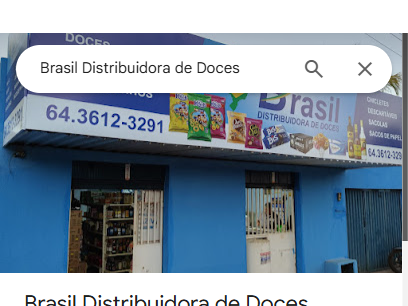 Brasil Distribuidora de Doces
DOCES
64.3612-3291
Brasil
DISTRIBUIDORA DE DOCES
CHICLETES
DESCARTÁVEIS
SACOLAS
SACOS DE PAPEL
64.3612-3291
Brasil Distribuidora de Doces